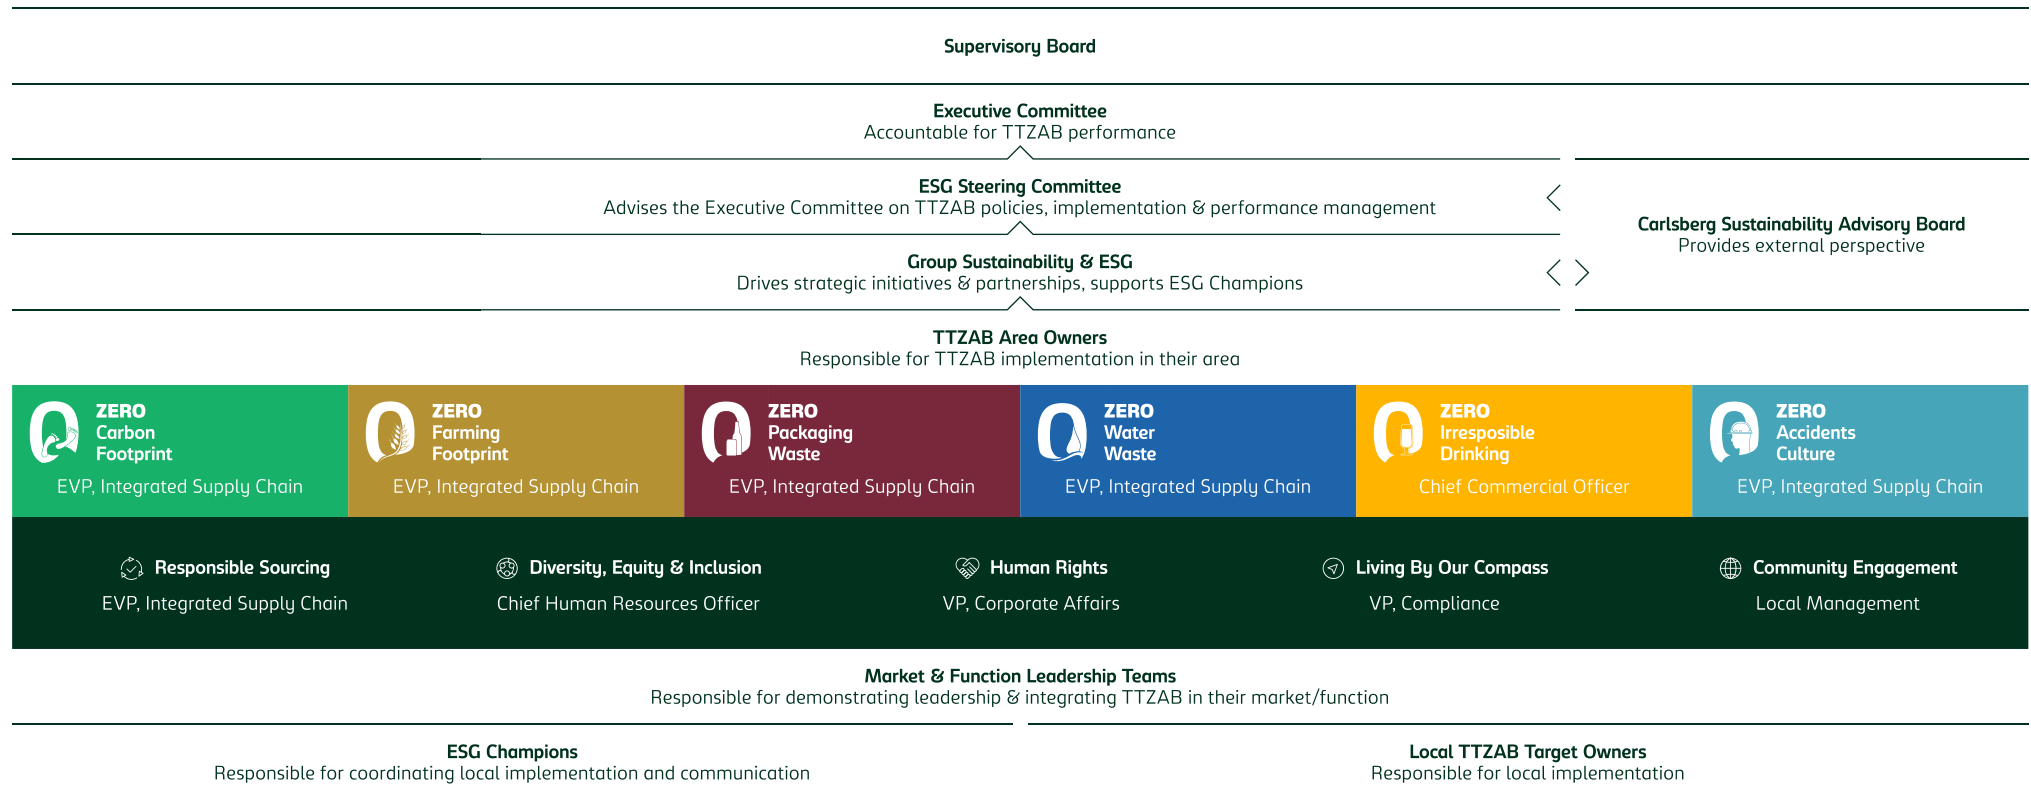 Supervisory Board
Executive Committee
Accountable for TTZAB performance
ESG Steering Committee
Advises the Executive Committee on TTZAB policies, implementation & performance management
Group Sustainability & ESG
Drives strategic initiatives & partnerships, supports ESG Champions
Carlsberg Sustainability Advisory Board
Provides external perspective
TTZAB Area Owners
Responsible for TTZAB implementation in their area
ZERO
Carbon
Footprint
EVP, Integrated Supply Chain
ZERO
Farming
Footprint
EVP, Integrated Supply Chain
ZERO
Packaging
Waste
EVP, Integrated Supply Chain
ZERO
Water
Waste
EVP, Integrated Supply Chain
ZERO
Irresposible
Drinking
Chief Commercial Officer
ZERO
Accidents
Culture
EVP, Integrated Supply Chain
Responsible Sourcing
EVP, Integrated Supply Chain
Diversity, Equity & Inclusion
Chief Human Resources Officer
Human Rights
VP, Corporate Affairs
Living By Our Compass
VP, Compliance
Community Engagement
Local Management
Market & Function Leadership Teams
Responsible for demonstrating leadership & integrating TTZAB in their market/function
ESG Champions
Responsible for coordinating local implementation and communication
Local TTZAB Target Owners
Responsible for local implementation